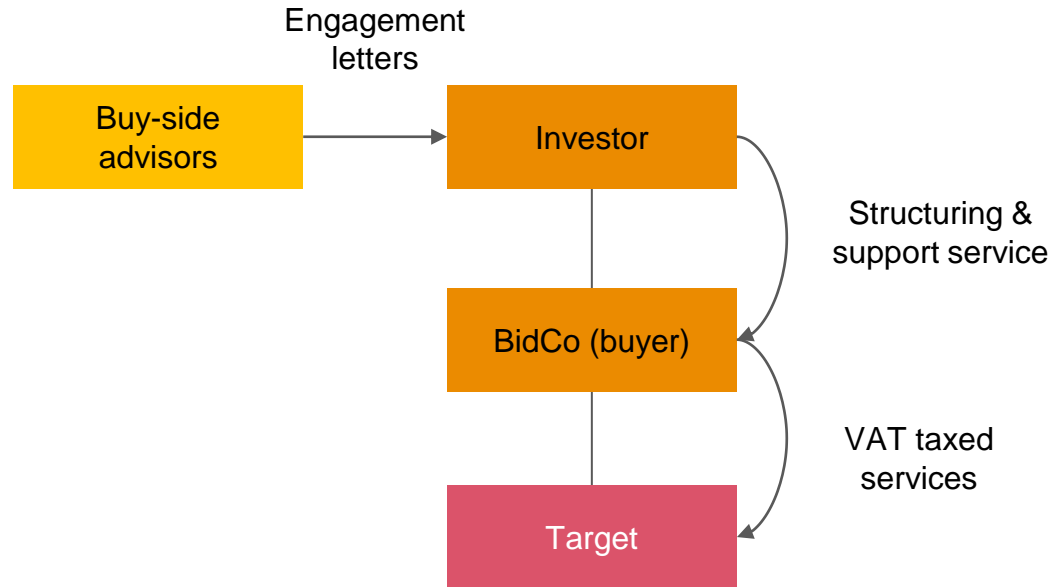 Engagement
letters
Buy-side
advisors
Investor
Structuring &
support service
BidCo (buyer)
VAT taxed
services
Target